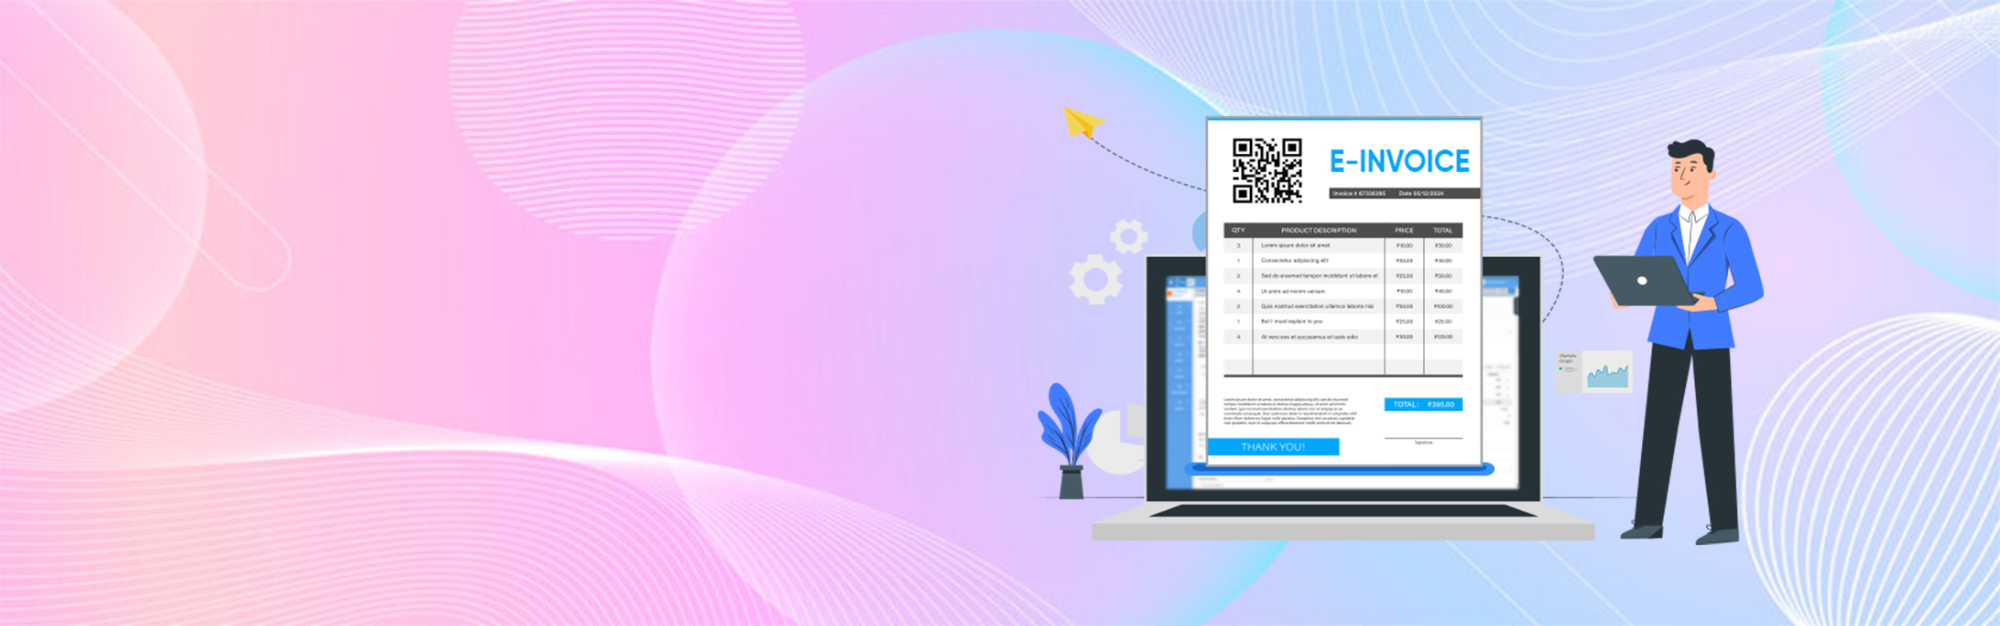 E-INVOICE
Invoice # 67336385 Date 05/12/2024
QTY PRODUCT DESCRIPTION PRICE TOTAL
3 Lorem ipsum dolor sit amet ₹10.00 ₹30.00
1 Consectetur adipiscing elit ₹30.00 ₹30.00
2 Sed do eiusmod tempor incididunt ut labore et ₹25.00 ₹50.00
4 Ut enim ad minim veniam ₹10.00 ₹40.00
2 Quis nostrud exercitation ullamco laboris nisi ₹50.00 ₹100.00
1 But I must explain to you ₹25.00 ₹25.00
4 At vero eos et accusamus et iusto odio ₹30.00 ₹120.00
TOTAL: ₹395.00
Signature
THANK YOU!